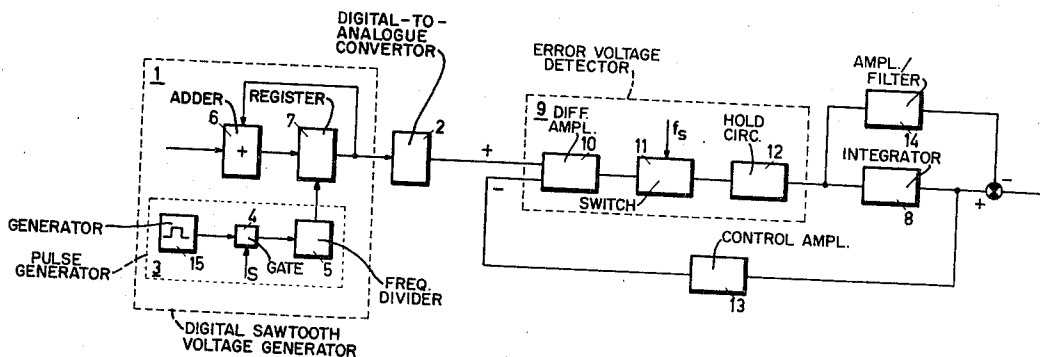 DIGITAL-TO-
ANALOGUE
CONVERTOR
1
ADDER
6
+
REGISTER
7
2
GENERATOR
PULSE
GENERATOR
3
15
4
GATE
S
5
FREQ.
DIVIDER
DIGITAL SAWTOOTH
VOLTAGE GENERATOR
ERROR VOLTAGE
DETECTOR
+
-
9
DIFF.
AMPL.
10
fs
11
SWITCH
HOLD
CIRC.
12
AMPL./
FILTER
14
INTEGRATOR
8
-
+
CONTROL AMPL.
13